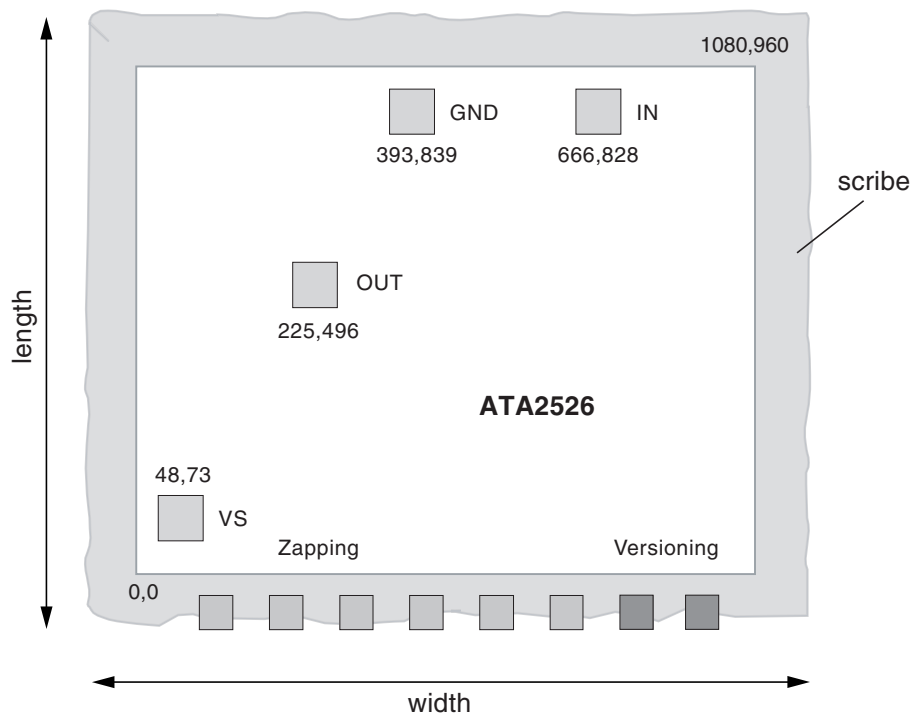 1080,960
GND
IN
393,839
666,828
scribe
OUT
225,496
length
ATA2526
48,73
VS
Zapping
Versioning
0,0
width